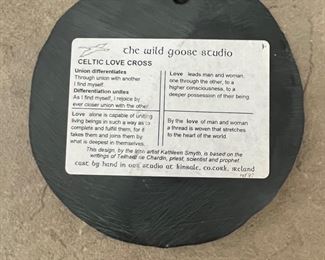 the wild goose studio
CELTIC LOVE CROSS
Union differentiates
Through union with another
I find myself.
Differentiation unites
As I find myself, I rejoice by
ever closer union with the other.
Love leads man and woman,
one through the other, to a
higher consciousness, to a
deeper possession of their being.
Love alone is capable of uniting
living beings in such a way as to
complete and fulfill them, for it
takes them and joins them by
what is deepest in themselves.
By the love of man and woman
a thread is woven that stretches
to the heart of the world.
This design, by the Irish artist Kathleen Smyth, is based on the
writings of Teilhard de Chardin, priest, scientist and prophet.
cast by hand in our studio at kinsale, co.cork, ireland